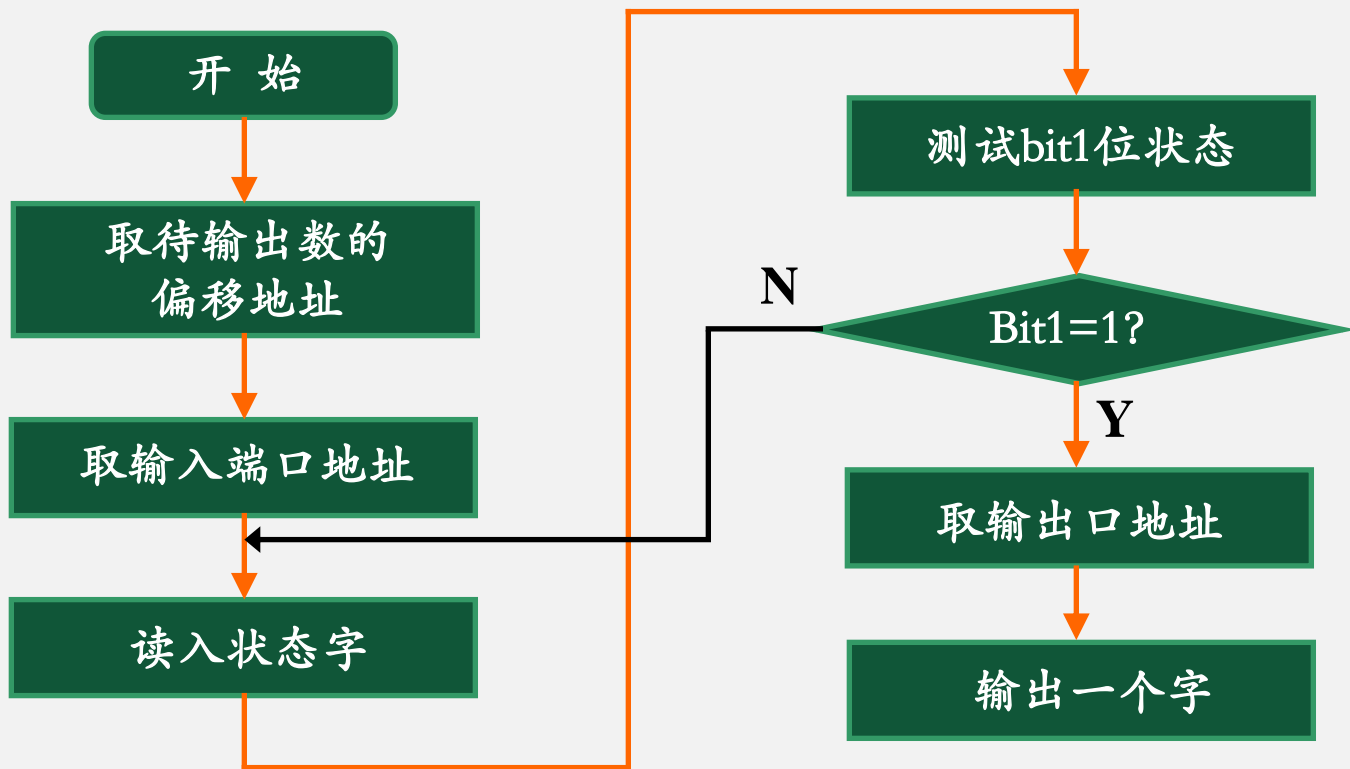 开 始
取待输出数的
偏移地址
取输入端口地址
读入状态字
测试bit1位状态
Bit1=1?
N
Y
取输出口地址
输出一个字